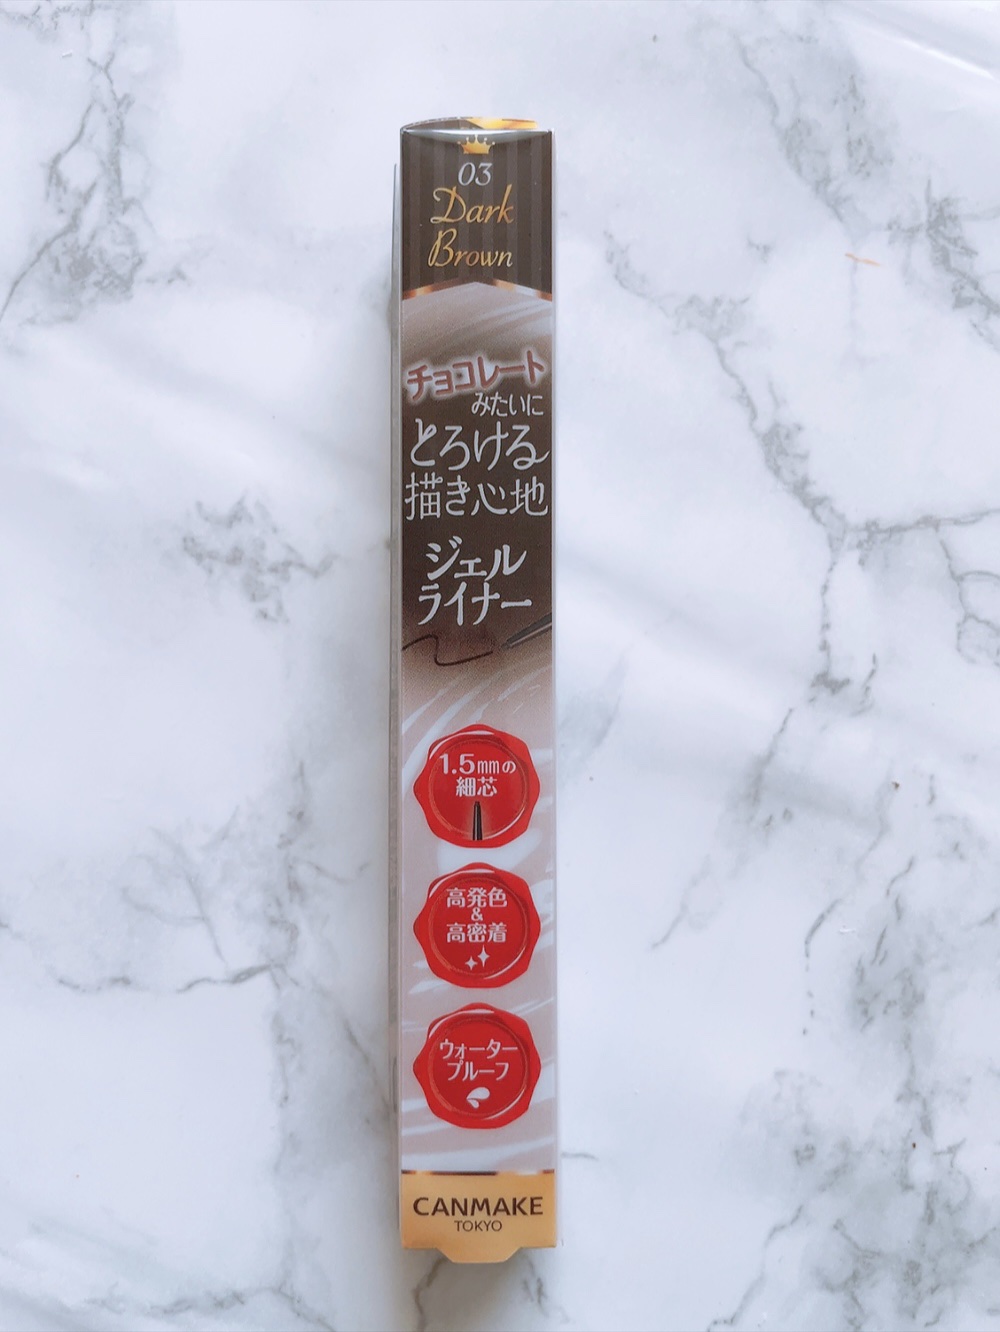 03
Dark
Brown
チョコレート
みたいに
とろける
描き心地
ジェル
ライナー
1.5㎜の
細芯
高発色
&
高密着
ウォーター
プルーフ
CANMAKE
TOKYO